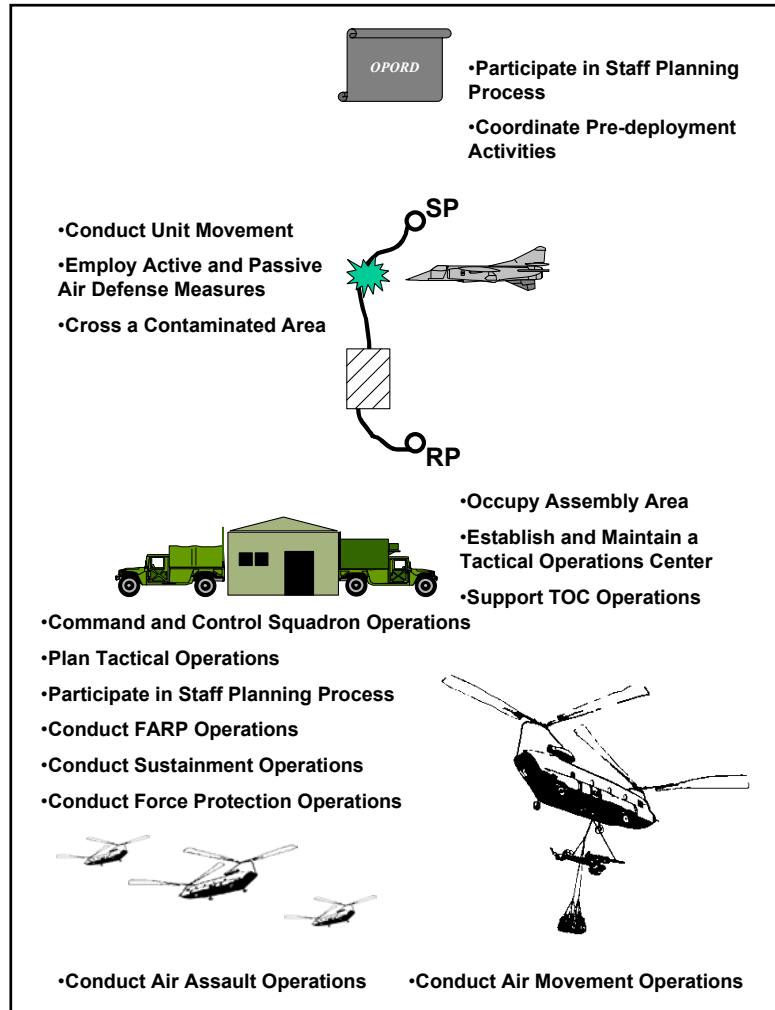 OPORD
•Participate in Staff Planning
Process
•Coordinate Pre-deployment
Activities
SP
•Conduct Unit Movement
•Employ Active and Passive
Air Defense Measures
•Cross a Contaminated Area
RP
•Occupy Assembly Area
•Establish and Maintain a
Tactical Operations Center
•Support TOC Operations
•Command and Control Squadron Operations
•Plan Tactical Operations
•Participate in Staff Planning Process
•Conduct FARP Operations
•Conduct Sustainment Operations
•Conduct Force Protection Operations
•Conduct Air Assault Operations
•Conduct Air Movement Operations